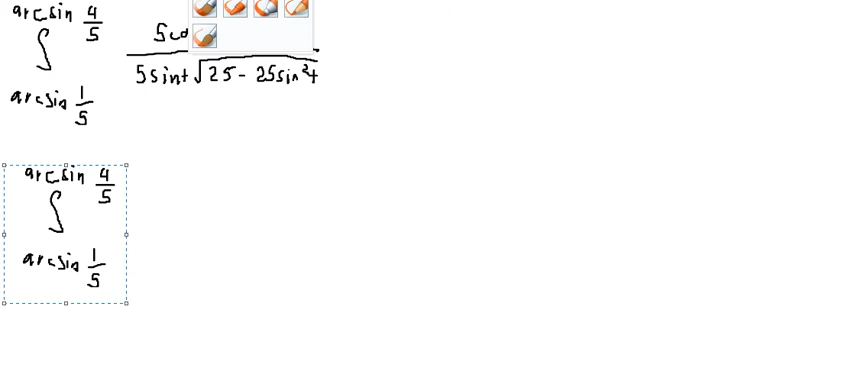 arcsin 4/5
∫
5co
5sint√25-25sin²t
arcsin 1/5
arcsin 4/5
∫
arcsin 1/5